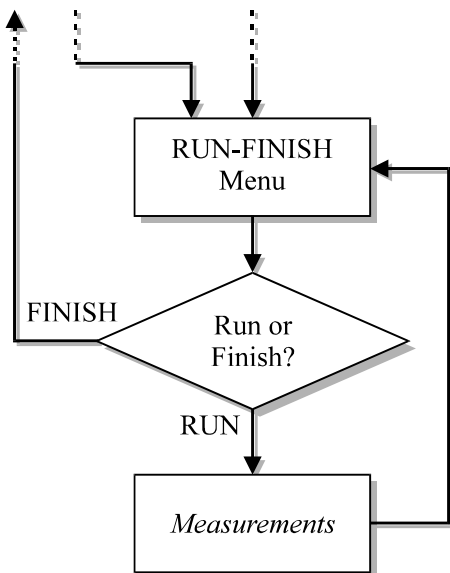 RUN-FINISH
Menu
FINISH
Run or
Finish?
RUN
Measurements